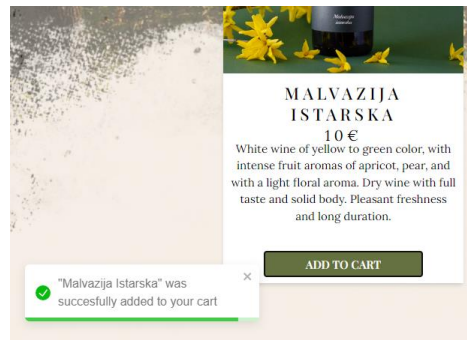 Malvazija
istarska
MALVAZIJA
ISTARSKA
10€
White wine of yellow to green color, with
intense fruit aromas of apricot, pear, and
with a light floral aroma. Dry wine with full
taste and solid body. Pleasant freshness
and long duration.
ADD TO CART
"Malvazija Istarska" was
succesfully added to your cart